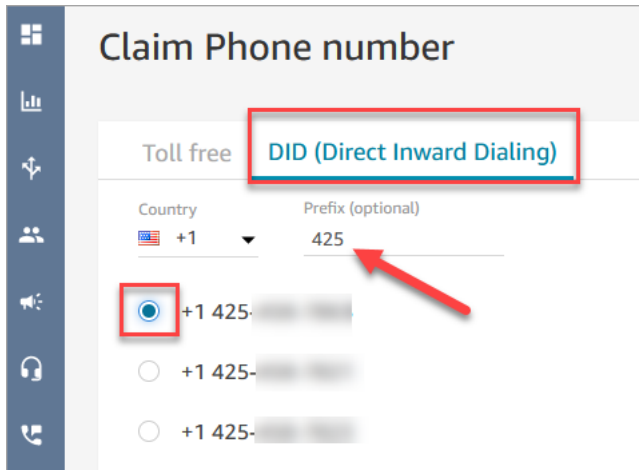 Claim Phone number
Toll free DID (Direct Inward Dialing)
Country Prefix (optional)
+1 425
+1 425-
+1 425-
+1 425-